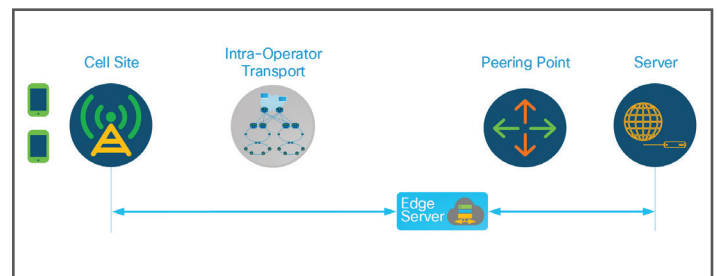 Cell Site
Intra-Operator
Transport
Peering Point
Server
Edge
Server